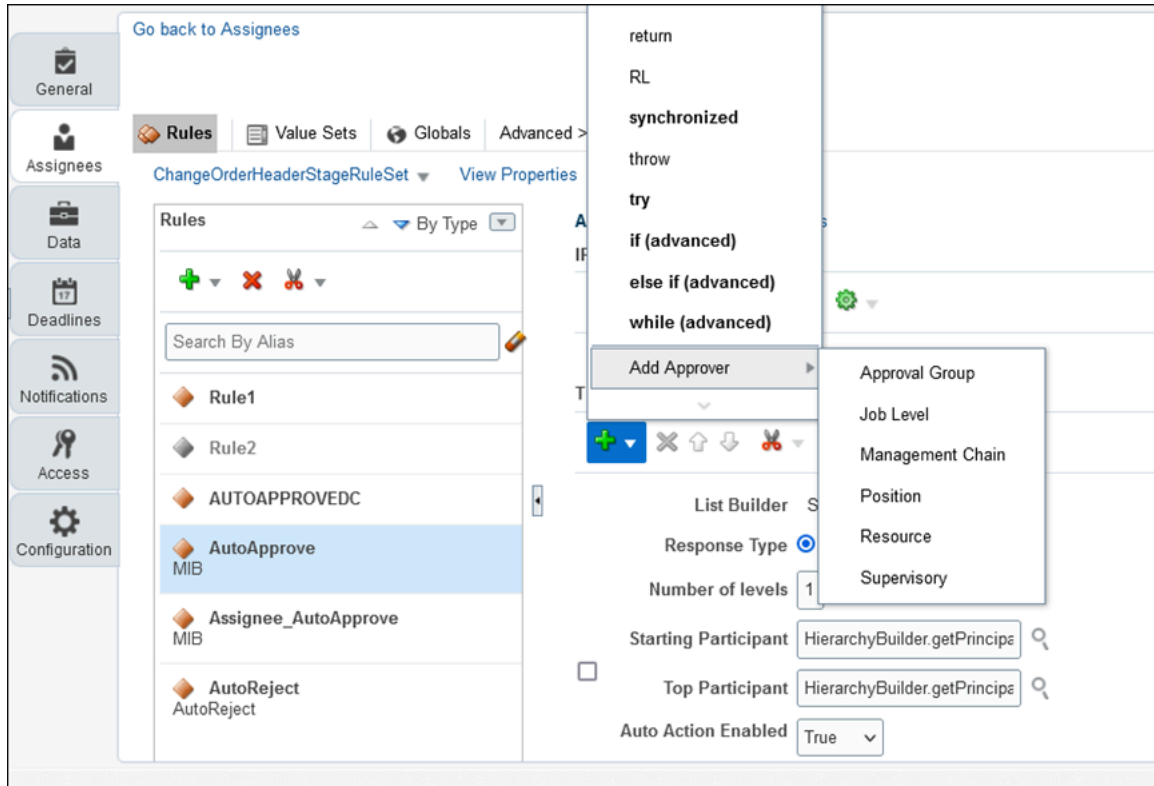 Go back to Assignees
General
Assignees
Data
17
Deadlines
Notifications
Access
Configuration
Rules
Value Sets
Globals
Advanced >
ChangeOrderHeaderStageRuleSet
View Properties
Rules
By Type
Search By Alias
Rule1
Rule2
AUTOAPPROVEDC
AutoApprove
MIB
Assignee_AutoApprove
MIB
AutoReject
AutoReject
return
RL
synchronized
throw
try
if (advanced)
else if (advanced)
while (advanced)
Add Approver
Approval Group
Job Level
Management Chain
Position
Resource
Supervisory
List Builder
Response Type
Number of levels 1
Starting Participant HierarchyBuilder.getPrincipa
Top Participant HierarchyBuilder.getPrincipa
Auto Action Enabled True